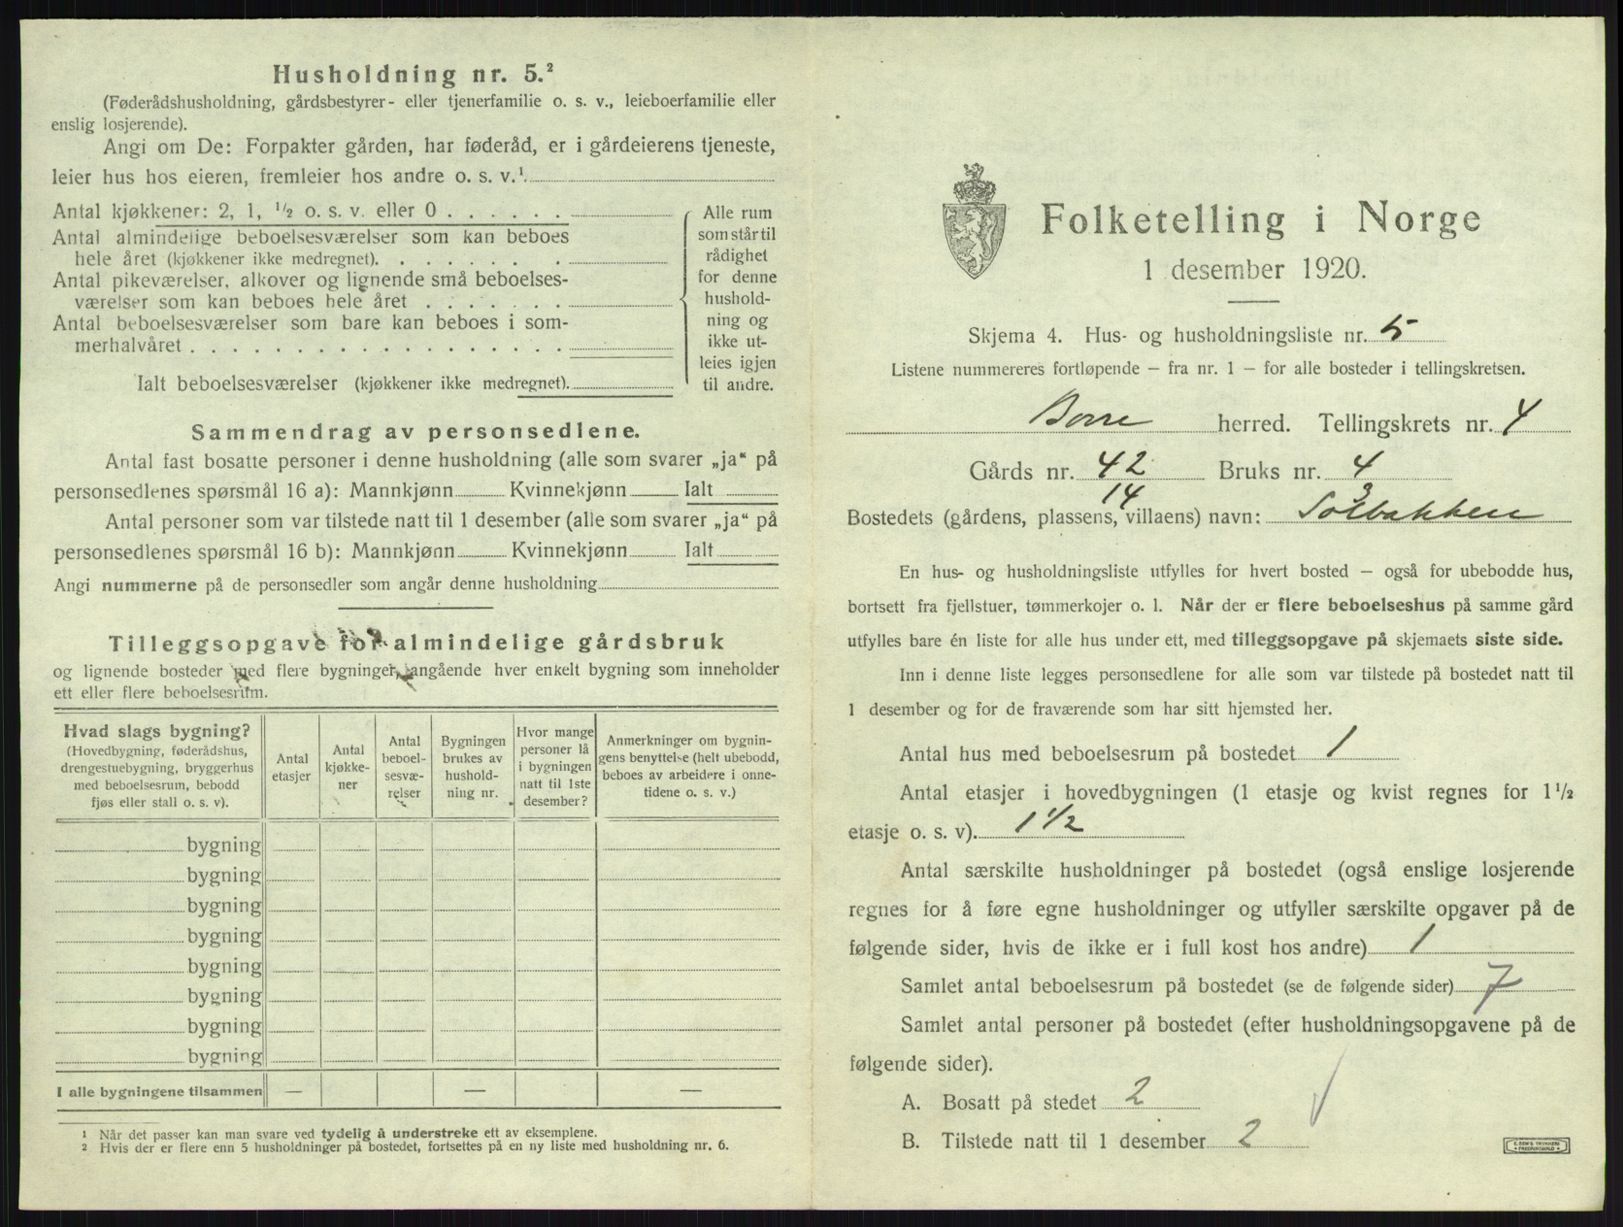 Husholdning nr. 5.²
(Føderådshusholdning, gårdsbestyrer- eller tjenerfamilie o. s. v., leieboerfamilie eller
enslig losjerende).
Angi om De: Forpakter gården, har føderåd, er i gårdeierens tjeneste,
leier hus hos eieren, fremleier hos andre o. s. v.¹
Antal kjøkkener: 2, 1, ½ o. s. v. eller 0 . . . . . .
Antal almindelige beboelsesværelser som kan beboes
hele året (kjøkkener ikke medregnet). . . . . . . .
Antal pikeværelser, alkover og lignende små beboelses-
værelser som kan beboes hele året . . . . . . .
Antal beboelsesværelser som bare kan beboes i som-
merhalvåret . . . . . . . . . . . . . . . . . .
Ialt beboelsesværelser (kjøkkener ikke medregnet).
Alle rum
som står til
rådighet
for denne
hushold-
ning og
ikke ut-
leies igjen
til andre.
Sammendrag av personsedlene.
Antal fast bosatte personer i denne husholdning (alle som svarer „ja“ på
personsedlenes spørsmål 16 a): Mannkjønn Kvinnekjønn Ialt
Antal personer som var tilstede natt til 1 desember (alle som svarer „ja“ på
personsedlenes spørsmål 16 b): Mannkjønn Kvinnekjønn Ialt
Angi nummerne på de personsedler som angår denne husholdning
Tilleggsopgave for almindelige gårdsbruk
og lignende bosteder med flere bygninger, angående hver enkelt bygning som inneholder
ett eller flere beboelsesrum.
Hvad slags bygning?
(Hovedbygning, føderådshus,
drengestuebygning, bryggerhus
med beboelsesrum, bebodd
fjøs eller stall o. s. v).
Antal
etasjer
Antal
kjøkke-
ner
Antal
beboel-
sesvæ-
relser
Bygningen
brukes av
hushold-
ning nr.
Hvor mange
personer lå
i bygningen
natt til 1ste
desember?
Anmerkninger om bygnin-
gens benyttelse (helt ubebodd,
beboes av arbeidere i onne-
tidene o. s. v.)
bygning
bygning
bygning
bygning
bygning
bygning
bygning
bygning
I alle bygningene tilsammen — — — —
¹ Når det passer kan man svare ved tydelig å understreke ett av eksemplene.
² Hvis der er flere enn 5 husholdninger på bostedet, fortsettes på en ny liste med husholdning nr. 6.
Folketelling i Norge
1 desember 1920.
Skjema 4. Hus- og husholdningsliste nr. 5
Listene nummereres fortløpende — fra nr. 1 — for alle bosteder i tellingskretsen.
Borre herred. Tellingskrets nr. 4
Gårds nr. 42 Bruks nr. 4
14 3
Bostedets (gårdens, plassens, villaens) navn: Solbakken
En hus- og husholdningsliste utfylles for hvert bosted — også for ubebodde hus,
bortsett fra fjellstuer, tømmerkojer o. l. Når der er flere beboelseshus på samme gård
utfylles bare én liste for alle hus under ett, med tilleggsopgave på skjemaets siste side.
Inn i denne liste legges personsedlene for alle som var tilstede på bostedet natt til
1 desember og for de fraværende som har sitt hjemsted her.
Antal hus med beboelsesrum på bostedet 1
Antal etasjer i hovedbygningen (1 etasje og kvist regnes for 1½
etasje o. s. v). 1 ½
Antal særskilte husholdninger på bostedet (også enslige losjerende
regnes for å føre egne husholdninger og utfyller særskilte opgaver på de
følgende sider, hvis de ikke er i full kost hos andre) 1
Samlet antal beboelsesrum på bostedet (se de følgende sider) 7
Samlet antal personer på bostedet (efter husholdningsopgavene på de
følgende sider).
A. Bosatt på stedet 2
B. Tilstede natt til 1 desember 2